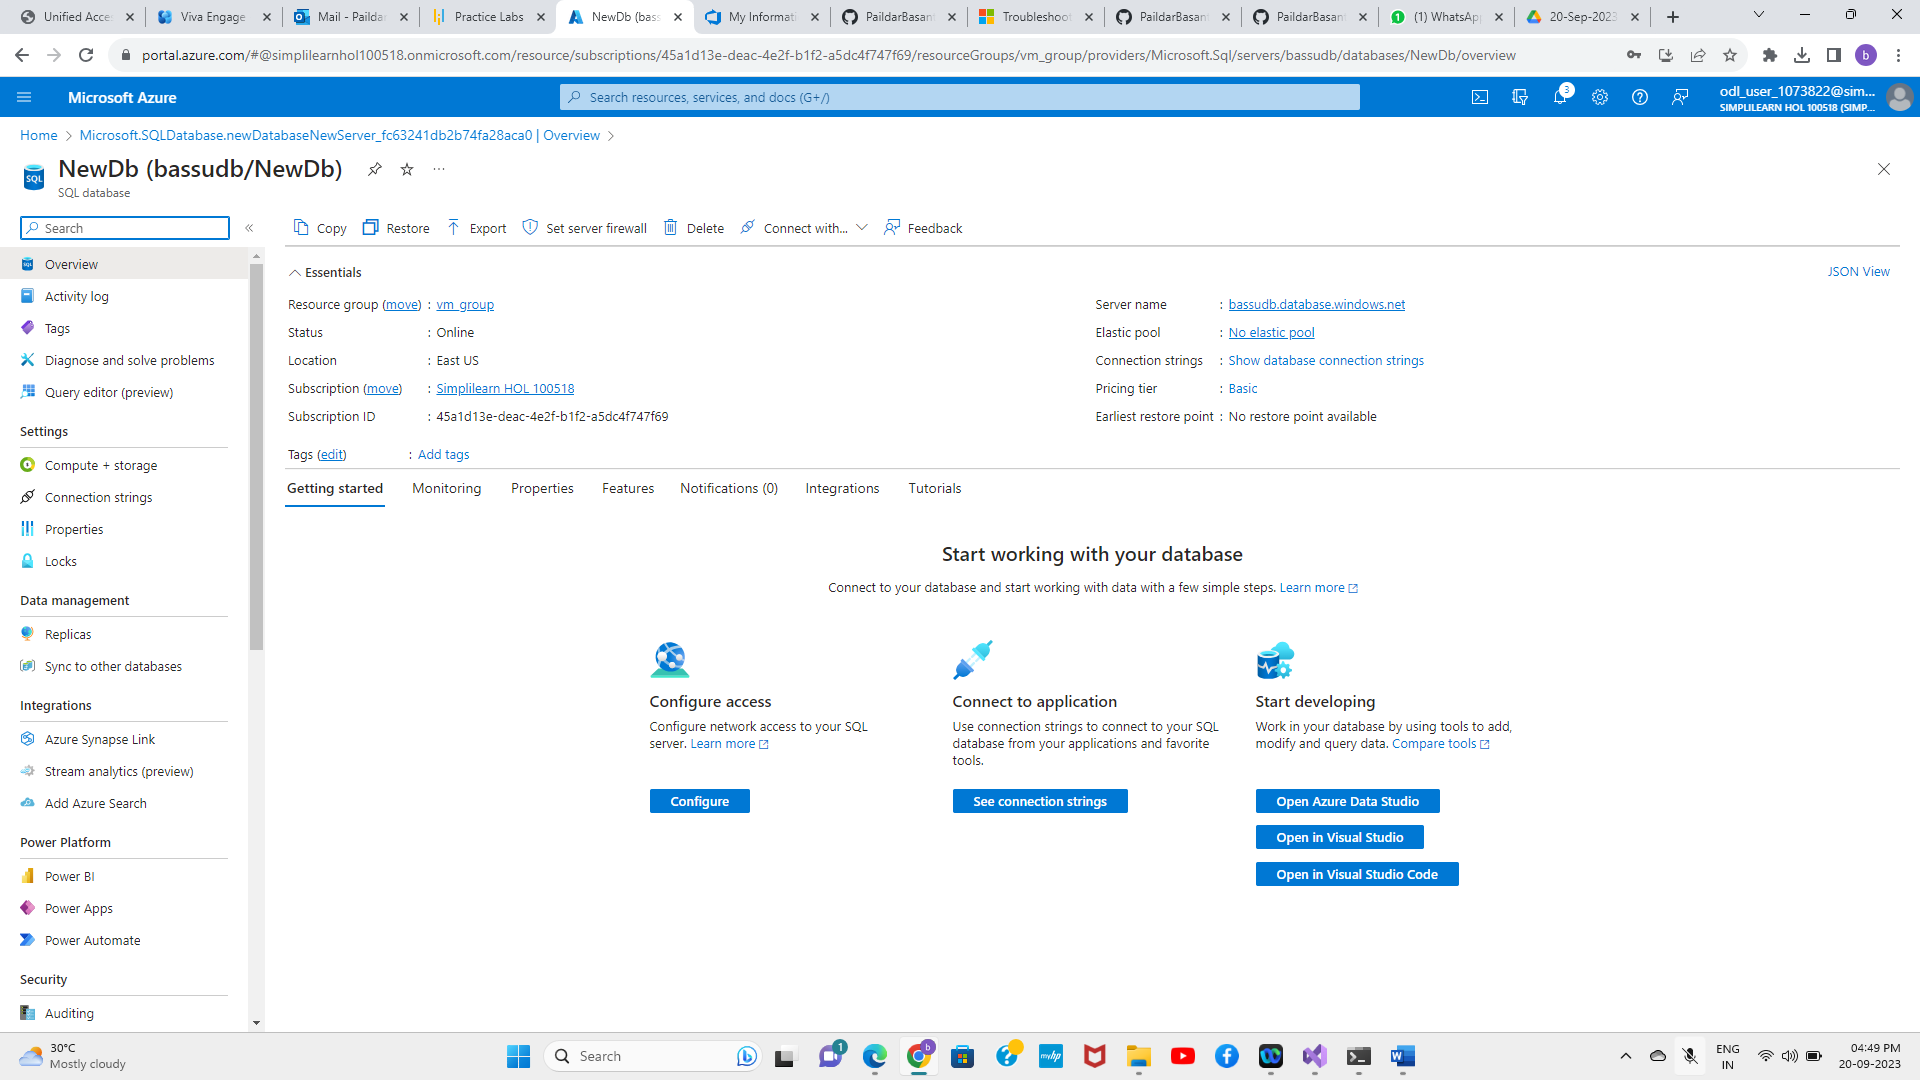 Unified Acce
Viva Engage
Mail - Paildar
Practice Labs
NewDb (bass
My Informati
PaildarBasant
Troubleshoot
PaildarBasant
PaildarBasant
(1) WhatsApp
20-Sep-2023
portal.azure.com/#@simplilearnhol100518.onmicrosoft.com/resource/subscriptions/45a1d13e-deac-4e2f-b1f2-a5dc4f747f69/resourceGroups/vm_group/providers/Microsoft.Sql/servers/bassudb/databases/NewDb/overview
b
Microsoft Azure
Search resources, services, and docs (G+/)
3
odl_user_1073822@sim...
SIMPLILEARN HOL 100518 (SIMP...
Home > Microsoft.SQLDatabase.newDatabaseNewServer_fc63241db2b74fa28aca0 | Overview >
SQL
NewDb (bassudb/NewDb)
SQL database
Search
Copy
Restore
Export
Set server firewall
Delete
Connect with...
Feedback
Overview
Activity log
Tags
Diagnose and solve problems
Query editor (preview)
Settings
Compute + storage
Connection strings
Properties
Locks
Data management
Replicas
Sync to other databases
Integrations
Azure Synapse Link
Stream analytics (preview)
Add Azure Search
Power Platform
Power BI
Power Apps
Power Automate
Security
Auditing
Essentials
JSON View
Resource group (move) : vm_group
Status : Online
Location : East US
Subscription (move) : Simplilearn HOL 100518
Subscription ID : 45a1d13e-deac-4e2f-b1f2-a5dc4f747f69
Server name : bassudb.database.windows.net
Elastic pool : No elastic pool
Connection strings : Show database connection strings
Pricing tier : Basic
Earliest restore point : No restore point available
Tags (edit) : Add tags
Getting started
Monitoring
Properties
Features
Notifications (0)
Integrations
Tutorials
Start working with your database
Connect to your database and start working with data with a few simple steps. Learn more
Configure access
Configure network access to your SQL
server. Learn more
Configure
Connect to application
Use connection strings to connect to your SQL
database from your applications and favorite
tools.
See connection strings
Start developing
Work in your database by using tools to add,
modify and query data. Compare tools
Open Azure Data Studio
Open in Visual Studio
Open in Visual Studio Code
30°C
Mostly cloudy
Search
1
b
myhp
ENG
IN
04:49 PM
20-09-2023